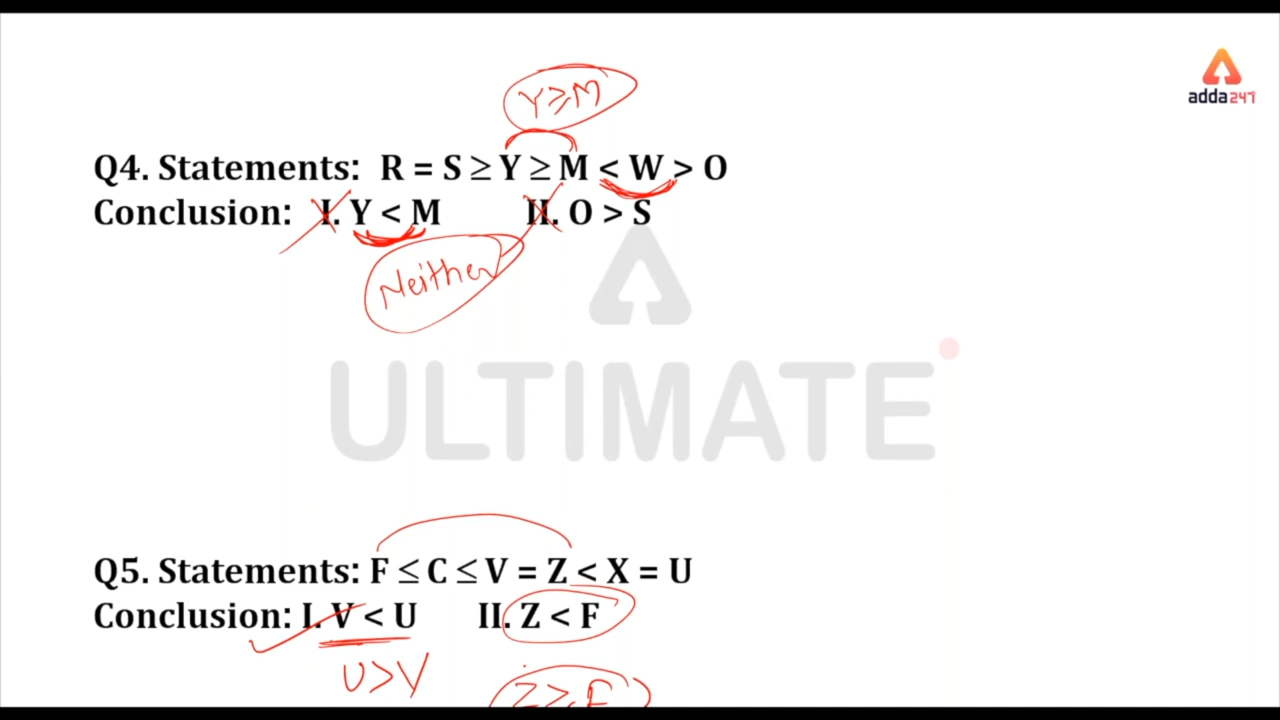 adda247
Y ≥ M
Q4. Statements: R = S ≥ Y ≥ M < W > O
Conclusion: I. Y < M II. O > S
Neither
ULTIMATE
Q5. Statements: F ≤ C ≤ V = Z < X = U
Conclusion: I. V < U II. Z < F
U > V
Z ≥ F